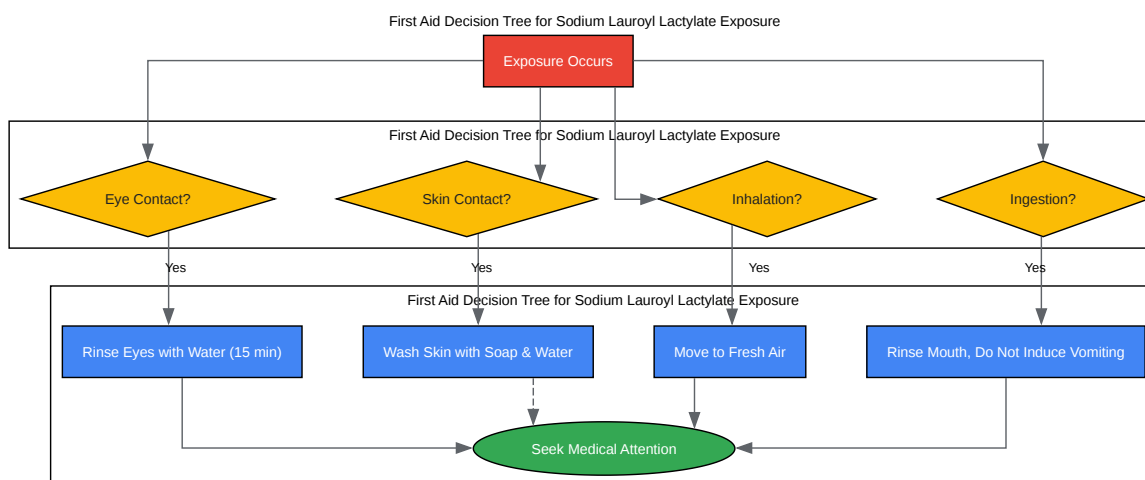 First Aid Decision Tree for Sodium Lauroyl Lactylate Exposure
Exposure Occurs
First Aid Decision Tree for Sodium Lauroyl Lactylate Exposure
Eye Contact?
Skin Contact?
Inhalation?
Ingestion?
Yes
Yes
Yes
Yes
First Aid Decision Tree for Sodium Lauroyl Lactylate Exposure
Rinse Eyes with Water (15 min)
Wash Skin with Soap & Water
Move to Fresh Air
Rinse Mouth, Do Not Induce Vomiting
Seek Medical Attention